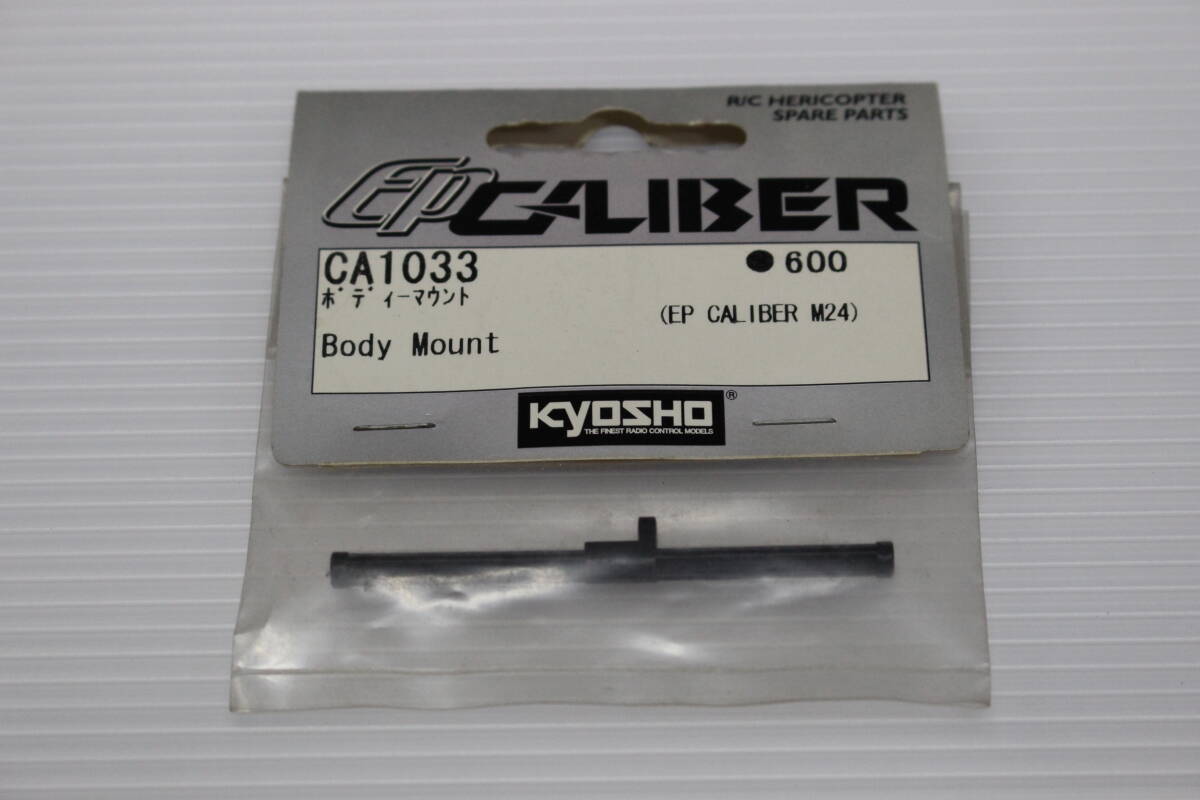 R/C HERICOPTER
SPARE PARTS
EP CALIBER
CA1033 ●600
ボディーマウント
(EP CALIBER M24)
Body Mount
KYOSHO®
THE FINEST RADIO CONTROL MODELS